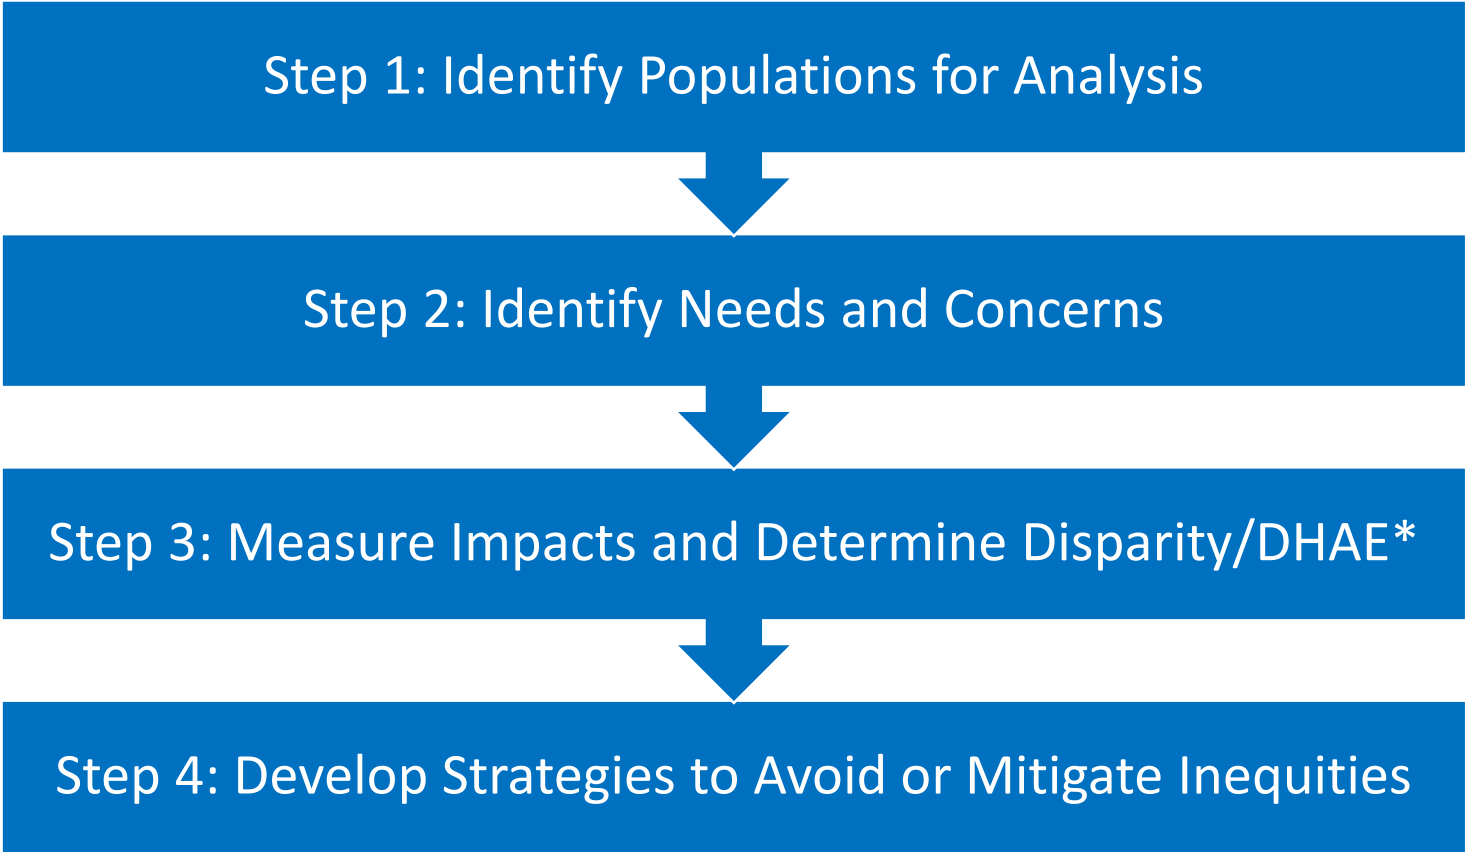 Step 1: Identify Populations for Analysis
Step 2: Identify Needs and Concerns
Step 3: Measure Impacts and Determine Disparity/DHAE*
Step 4: Develop Strategies to Avoid or Mitigate Inequities